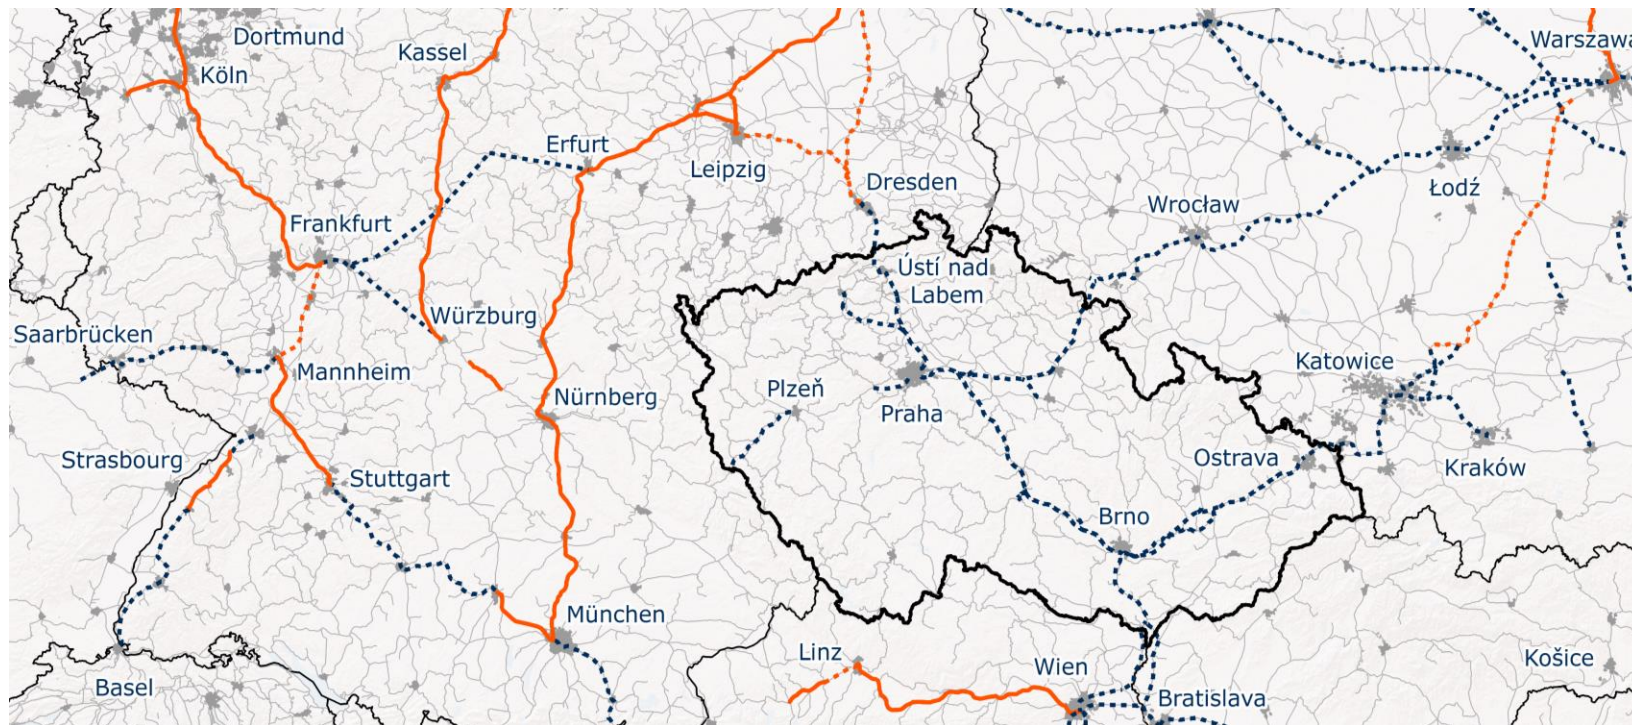 Dortmund
Kassel
Warszawa
Köln
Erfurt
Leipzig
Dresden
Łodź
Wrocław
Frankfurt
Ústí nad
Labem
Würzburg
Saarbrücken
Katowice
Mannheim
Plzeň
Nürnberg
Praha
Strasbourg
Ostrava
Kraków
Stuttgart
Brno
München
Linz
Wien
Košice
Basel
Bratislava